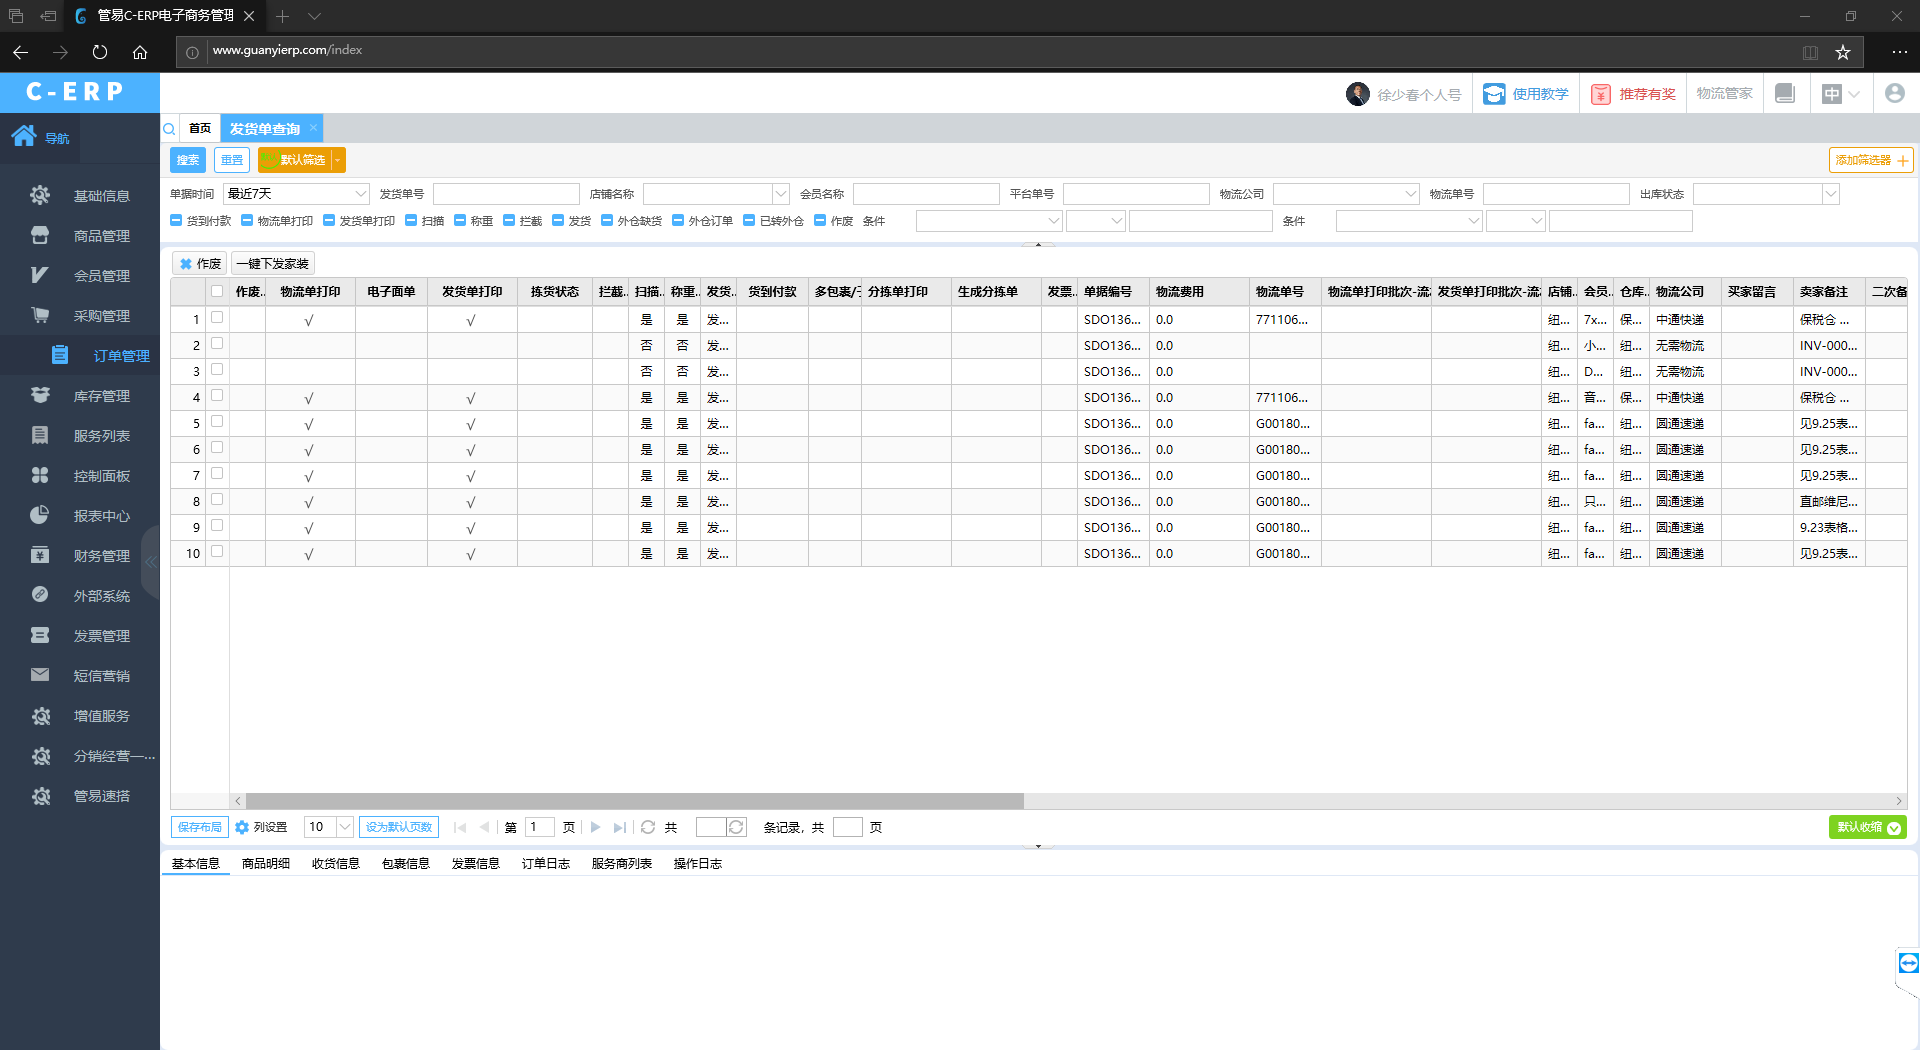 管易C-ERP电子商务管理
www.guanyierp.com/index
C-ERP
徐少春个人号 使用教学 推荐有奖 物流管家 中
导航
首页 发货单查询
搜索 重置 默认筛选 添加筛选器
单据时间 最近7天 发货单号 店铺名称 会员名称 平台单号 物流公司 物流单号 出库状态
货到付款 物流单打印 发货单打印 扫描 称重 拦截 发货 外仓缺货 外仓订单 已转外仓 作废 条件 条件
基础信息
商品管理
会员管理
采购管理
订单管理
库存管理
服务列表
控制面板
报表中心
财务管理
外部系统
发票管理
短信营销
增值服务
分销经营一...
管易速搭
作废 一键下发家装
作废.. 物流单打印 电子面单 发货单打印 拣货状态 拦截.. 扫描.. 称重.. 发货.. 货到付款 多包裹/子 分拣单打印 生成分拣单 发票.. 单据编号 物流费用 物流单号 物流单打印批次-流 发货单打印批次-流 店铺.. 会员.. 仓库.. 物流公司 买家留言 卖家备注 二次备
1 √ √ 是 是 发... SDO136... 0.0 771106... 纽... 7x... 保... 中通快递 保税仓 ...
2 否 否 发... SDO136... 0.0 纽... 小... 纽... 无需物流 INV-000...
3 否 否 发... SDO136... 0.0 纽... D... 纽... 无需物流 INV-000...
4 √ √ 是 是 发... SDO136... 0.0 771106... 纽... 音... 保... 中通快递 保税仓 ...
5 √ √ 是 是 发... SDO136... 0.0 G00180... 纽... fa... 纽... 圆通速递 见9.25表...
6 √ √ 是 是 发... SDO136... 0.0 G00180... 纽... fa... 纽... 圆通速递 见9.25表...
7 √ √ 是 是 发... SDO136... 0.0 G00180... 纽... fa... 纽... 圆通速递 见9.25表...
8 √ √ 是 是 发... SDO136... 0.0 G00180... 纽... 只... 纽... 圆通速递 直邮维尼...
9 √ √ 是 是 发... SDO136... 0.0 G00180... 纽... fa... 纽... 圆通速递 9.23表格...
10 √ √ 是 是 发... SDO136... 0.0 G00180... 纽... fa... 纽... 圆通速递 见9.25表...
保存布局 列设置 10 设为默认页数 第 1 页 共 条记录，共 页 默认收缩
基本信息 商品明细 收货信息 包裹信息 发票信息 订单日志 服务商列表 操作日志